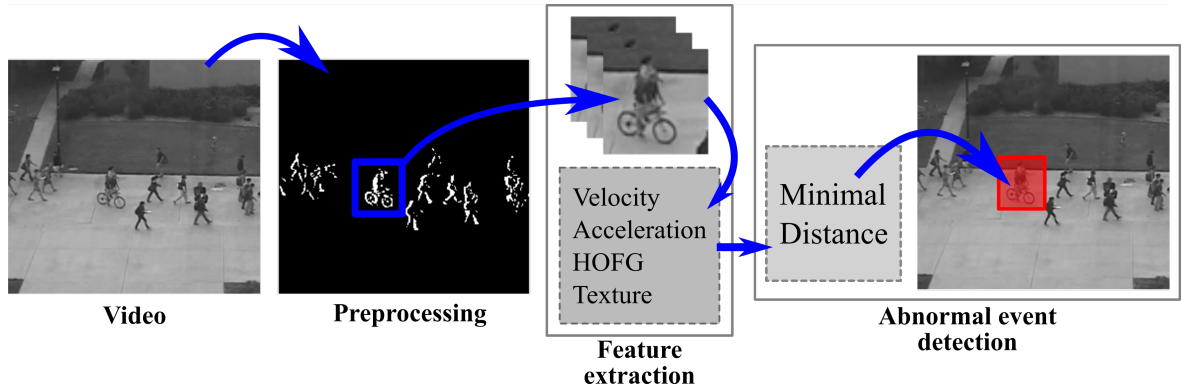 Video
Preprocessing
Velocity
Acceleration
HOFG
Texture
Feature
extraction
Minimal
Distance
Abnormal event
detection